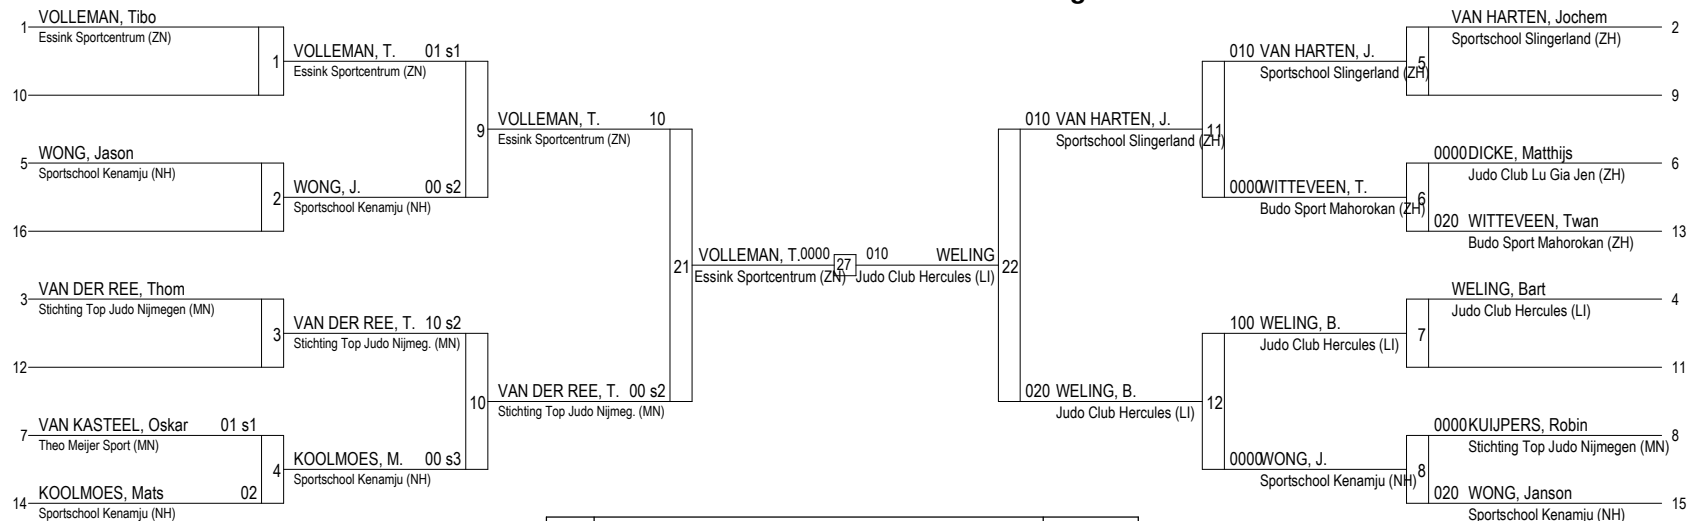 g
1 VOLLEMAN, Tibo
Essink Sportcentrum (ZN)
1
10
VOLLEMAN, T. 01 s1
Essink Sportcentrum (ZN)
5 WONG, Jason
Sportschool Kenamju (NH)
2
16
WONG, J. 00 s2
Sportschool Kenamju (NH)
9
VOLLEMAN, T. 10
Essink Sportcentrum (ZN)
3 VAN DER REE, Thom
Stichting Top Judo Nijmegen (MN)
3
12
VAN DER REE, T. 10 s2
Stichting Top Judo Nijmeg. (MN)
7 VAN KASTEEL, Oskar 01 s1
Theo Meijer Sport (MN)
4
14 KOOLMOES, Mats 02
Sportschool Kenamju (NH)
KOOLMOES, M. 00 s3
Sportschool Kenamju (NH)
10
VAN DER REE, T. 00 s2
Stichting Top Judo Nijmeg. (MN)
21
VOLLEMAN, T. 0000 27 010 WELING
Essink Sportcentrum (ZN) Judo Club Hercules (LI)
22
010 VAN HARTEN, J.
Sportschool Slingerland (ZH)
11
020 WELING, B.
Judo Club Hercules (LI)
12
010 VAN HARTEN, J.
Sportschool Slingerland (ZH)
5
0000 WITTEVEEN, T.
Budo Sport Mahorokan (ZH)
6
100 WELING, B.
Judo Club Hercules (LI)
7
0000 WONG, J.
Sportschool Kenamju (NH)
8
VAN HARTEN, Jochem 2
Sportschool Slingerland (ZH)
9
0000 DICKE, Matthijs 6
Judo Club Lu Gia Jen (ZH)
020 WITTEVEEN, Twan 13
Budo Sport Mahorokan (ZH)
WELING, Bart 4
Judo Club Hercules (LI)
11
0000 KUIJPERS, Robin 8
Stichting Top Judo Nijmegen (MN)
020 WONG, Janson 15
Sportschool Kenamju (NH)